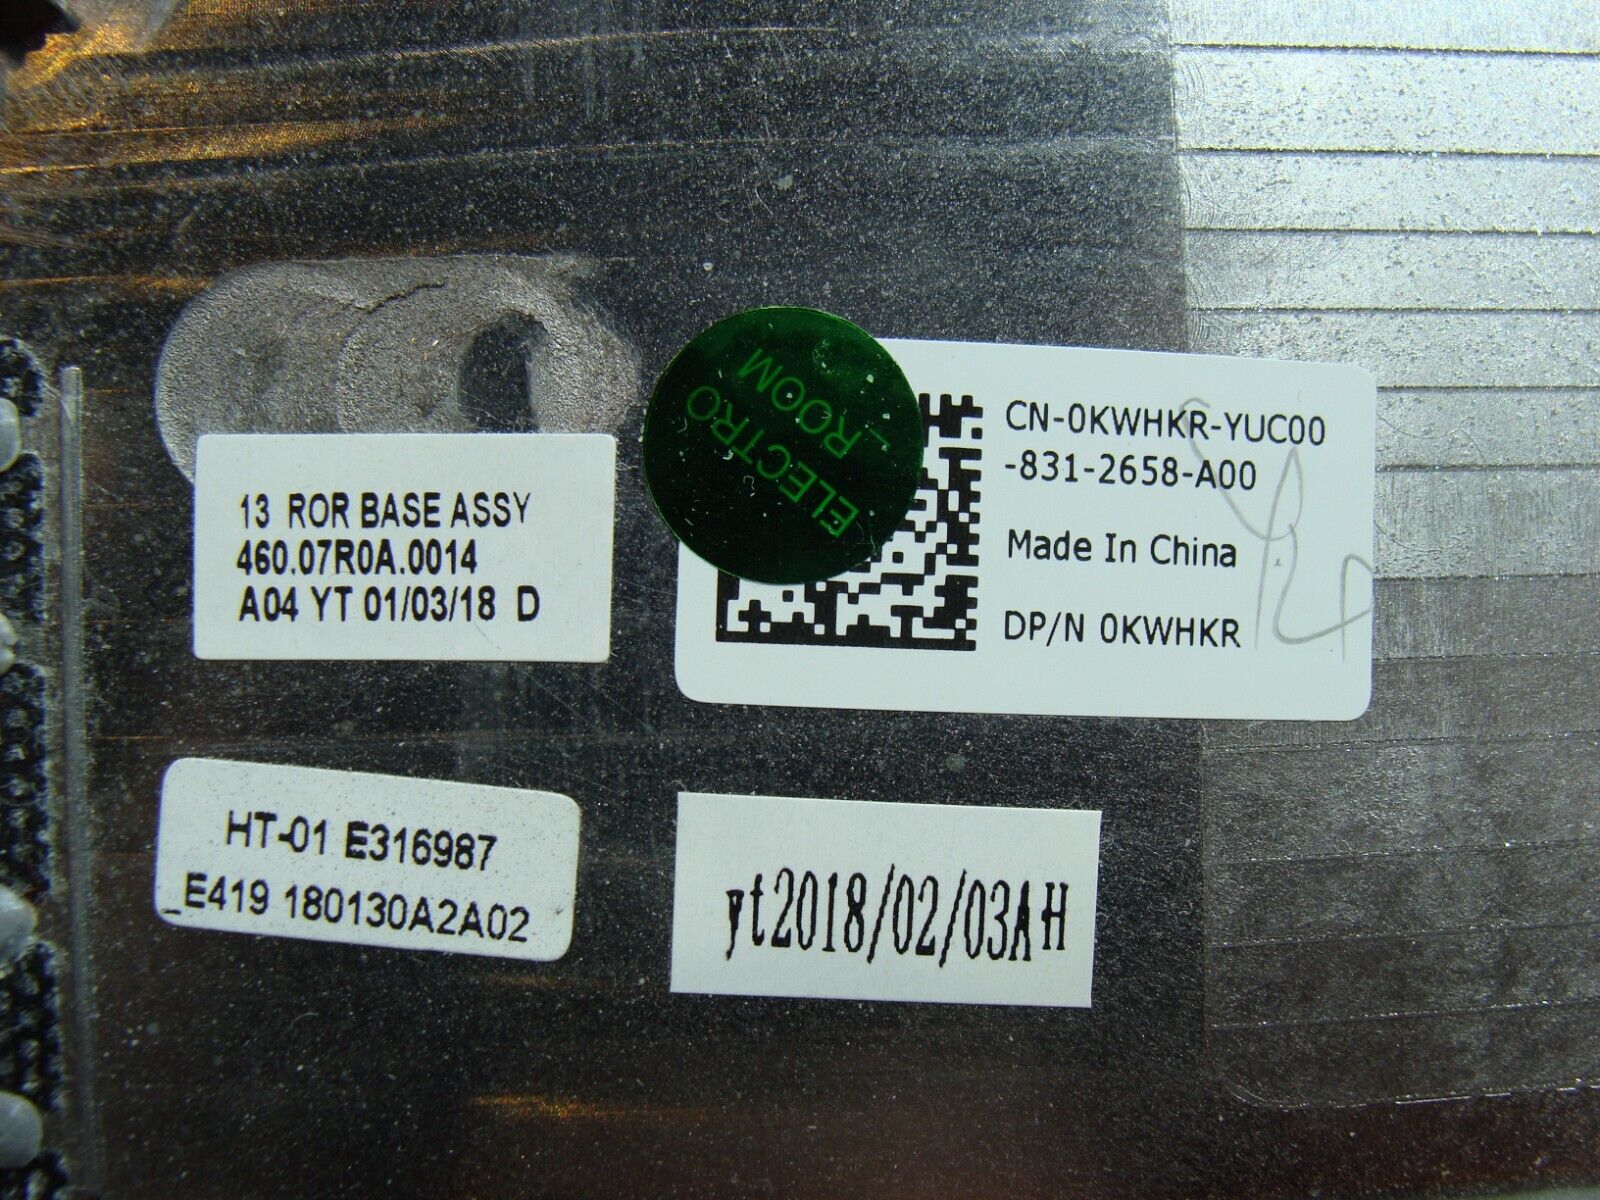 ELECTRO
_ROOM
CN-0KWHKR-YUC00
-831-2658-A00
Made In China
DP/N 0KWHKR
13 ROR BASE ASSY
460.07R0A.0014
A04 YT 01/03/18 D
HT-01 E316987
_E419 180130A2A02
yt2018/02/03AH